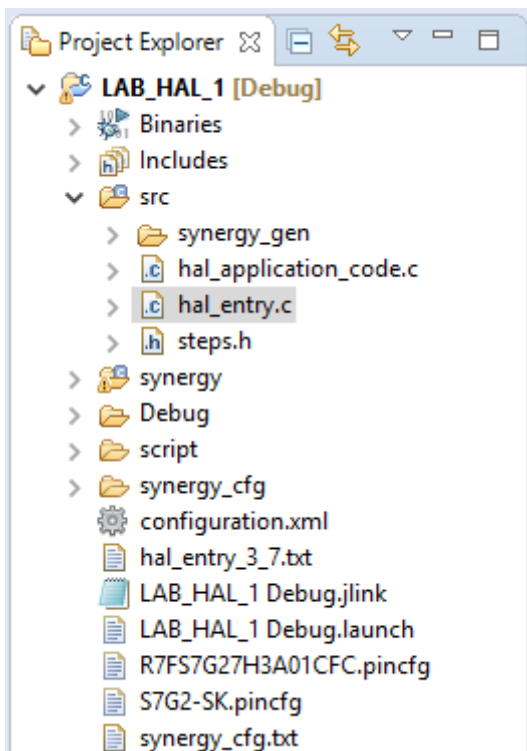 Project Explorer
LAB_HAL_1 [Debug]
Binaries
Includes
src
synergy_gen
hal_application_code.c
hal_entry.c
steps.h
synergy
Debug
script
synergy_cfg
configuration.xml
hal_entry_3_7.txt
LAB_HAL_1 Debug.jlink
LAB_HAL_1 Debug.launch
R7FS7G27H3A01CFC.pincfg
S7G2-SK.pincfg
synergy_cfg.txt